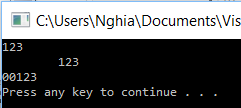 C:\Users\Nghia\Documents\Vis
123
123
00123
Press any key to continue . . .